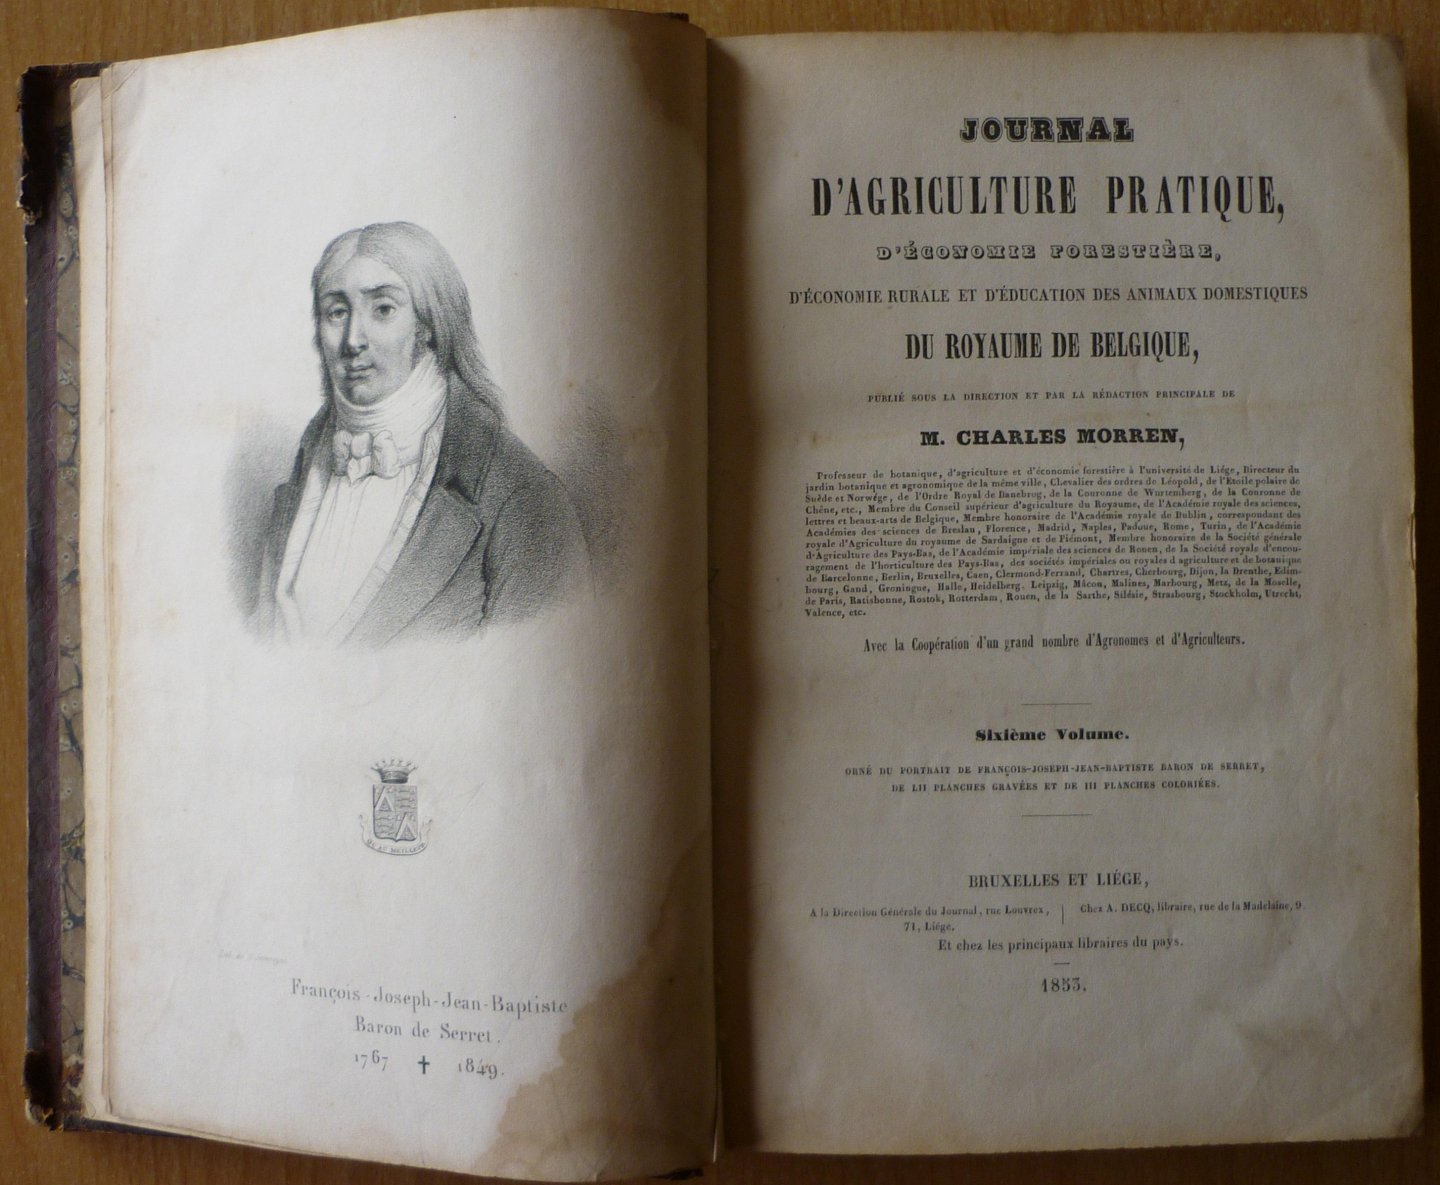 François-Joseph-Jean-Baptiste
Baron de Serret.
1767 ✝ 1849.
JOURNAL
D'AGRICULTURE PRATIQUE,
D'ÉCONOMIE FORESTIÈRE,
D'ÉCONOMIE RURALE ET D'ÉDUCATION DES ANIMAUX DOMESTIQUES
DU ROYAUME DE BELGIQUE,
PUBLIÉ SOUS LA DIRECTION ET PAR LA RÉDACTION PRINCIPALE DE
M. CHARLES MORREN,
Professeur de botanique, d'agriculture et d'économie forestière à l'université de Liége, Directeur du
jardin botanique et agronomique de la même ville, Chevalier des ordres de Léopold, de l'Étoile polaire de
Suède et Norwége, de l'Ordre Royal de Danebrog, de la Couronne de Wurtemberg, de la Couronne de
Chêne, etc., Membre du Conseil supérieur d'agriculture du Royaume, de l'Académie royale des sciences,
lettres et beaux-arts de Belgique, Membre honoraire de l'Académie royale de Dublin, correspondant des
Académies des sciences de Breslau, Florence, Madrid, Naples, Padoue, Rome, Turin, de l'Académie
royale d'Agriculture du royaume de Sardaigne et de Piémont, Membre honoraire de la Société générale
d'Agriculture des Pays-Bas, de l'Académie impériale des sciences de Rouen, de la Société royale d'encou-
ragement de l'horticulture des Pays-Bas, des sociétés impériales ou royales d'agriculture et de botanique
de Barcelonne, Berlin, Bruxelles, Caen, Clermond-Ferrand, Chartres, Cherbourg, Dijon, la Drenthe, Edim-
bourg, Gand, Groningue, Halle, Heidelberg, Leipzig, Mâcon, Malines, Marbourg, Metz, de la Moselle,
de Paris, Ratisbonne, Rostok, Rotterdam, Rouen, de la Sarthe, Silésie, Strasbourg, Stockholm, Utrecht,
Valence, etc.
Avec la Coopération d'un grand nombre d'Agronomes et d'Agriculteurs.
Sixième Volume.
ORNÉ DU PORTRAIT DE FRANÇOIS-JOSEPH-JEAN-BAPTISTE BARON DE SERRET,
DE LII PLANCHES GRAVÉES ET DE III PLANCHES COLORIÉES.
BRUXELLES ET LIÉGE,
A la Direction Générale du Journal, rue Louvrex,
71, Liége.
Chez A. DECQ, libraire, rue de la Madelaine, 9.
Et chez les principaux libraires du pays.
1853.